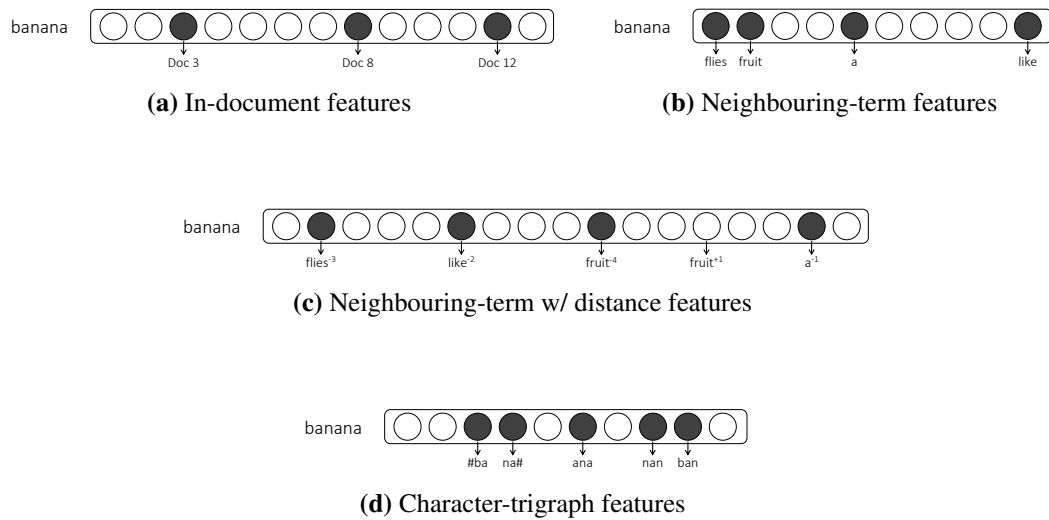 banana
Doc 3 Doc 8 Doc 12
(a) In-document features
banana
flies fruit a like
(b) Neighbouring-term features
banana
flies⁻³ like⁻² fruit⁻⁴ fruit⁺¹ a⁻¹
(c) Neighbouring-term w/ distance features
banana
#ba na# ana nan ban
(d) Character-trigraph features